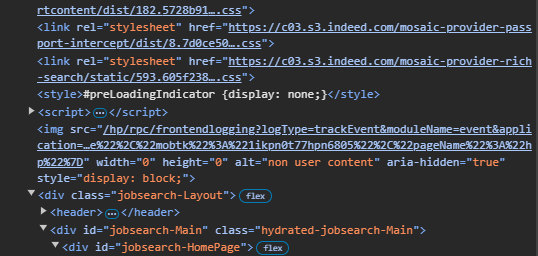 rtcontent/dist/182.5728b91….css">
<link rel="stylesheet" href="https://c03.s3.indeed.com/mosaic-provider-pas
sport-intercept/dist/8.7d0ce50….css">
<link rel="stylesheet" href="https://c03.s3.indeed.com/mosaic-provider-rich
-search/static/593.605f238….css">
<style>#preLoadingIndicator {display: none;}</style>
<script>…</script>
<img src="/hp/rpc/frontendlogging?logType=trackEvent&moduleName=event&appli
cation=…e%22%2C%22mobtk%22%3A%221ikpn0t77hpn6805%22%2C%22pageName%22%3A%22h
p%22%7D" width="0" height="0" alt="non user content" aria-hidden="true"
style="display: block;">
<div class="jobsearch-Layout"> flex
<header>…</header>
<div id="jobsearch-Main" class="hydrated-jobsearch-Main">
<div id="jobsearch-HomePage"> flex